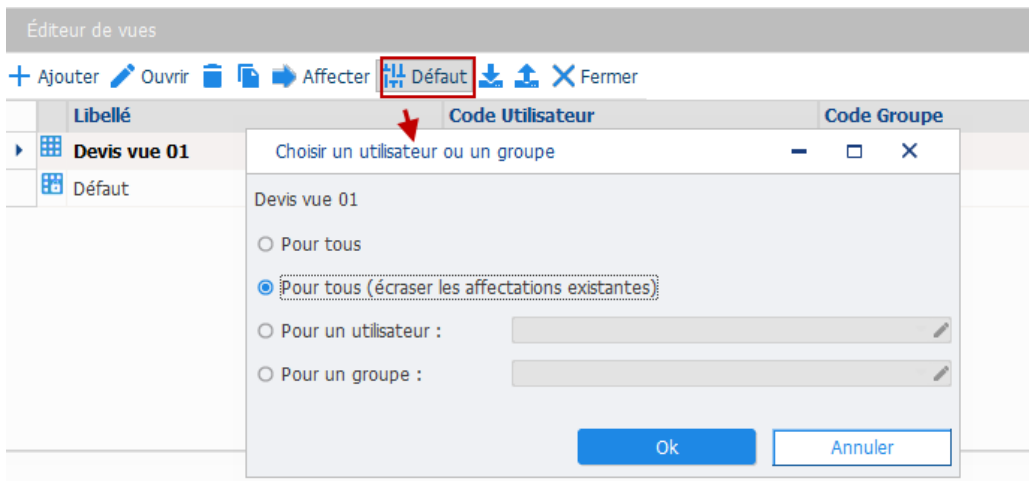 Éditeur de vues
Ajouter Ouvrir Affecter Défaut Fermer
Libellé Code Utilisateur Code Groupe
Devis vue 01
Défaut
Choisir un utilisateur ou un groupe
Devis vue 01
Pour tous
Pour tous (écraser les affectations existantes)
Pour un utilisateur :
Pour un groupe :
Ok Annuler